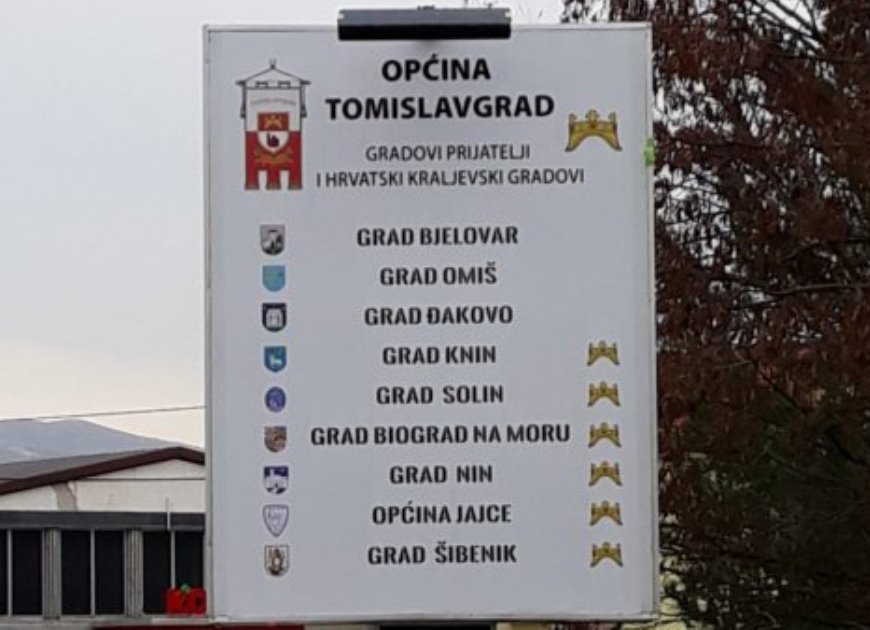 OPĆINA
TOMISLAVGRAD
GRADOVI PRIJATELJI
I HRVATSKI KRALJEVSKI GRADOVI
GRAD BJELOVAR
GRAD OMIŠ
GRAD ĐAKOVO
GRAD KNIN
GRAD SOLIN
GRAD BIOGRAD NA MORU
GRAD NIN
OPĆINA JAJCE
GRAD ŠIBENIK